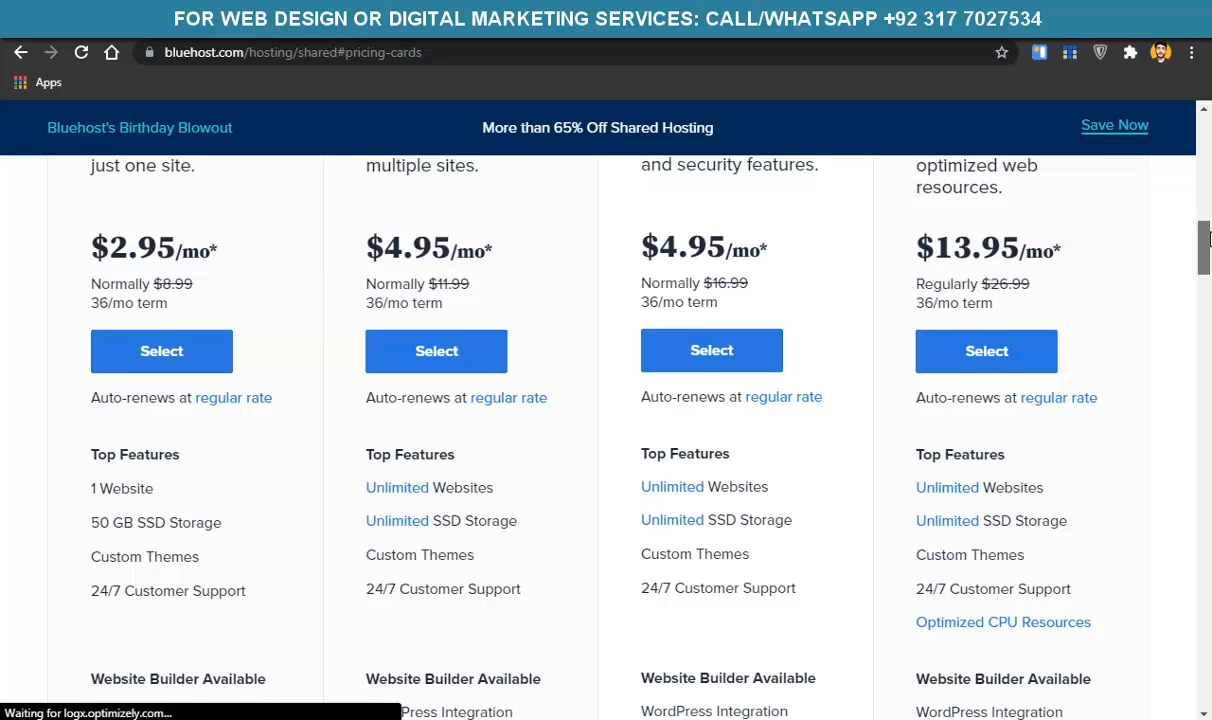 FOR WEB DESIGN OR DIGITAL MARKETING SERVICES: CALL/WHATSAPP +92 317 7027534
bluehost.com/hosting/shared#pricing-cards
Apps
Bluehost's Birthday Blowout
More than 65% Off Shared Hosting
Save Now
just one site.
multiple sites.
and security features.
optimized web
resources.
$2.95/mo*
$4.95/mo*
$4.95/mo*
$13.95/mo*
Normally $8.99
Normally $11.99
Normally $16.99
Regularly $26.99
36/mo term
36/mo term
36/mo term
36/mo term
Select
Select
Select
Select
Auto-renews at regular rate
Auto-renews at regular rate
Auto-renews at regular rate
Auto-renews at regular rate
Top Features
Top Features
Top Features
Top Features
1 Website
Unlimited Websites
Unlimited Websites
Unlimited Websites
50 GB SSD Storage
Unlimited SSD Storage
Unlimited SSD Storage
Unlimited SSD Storage
Custom Themes
Custom Themes
Custom Themes
Custom Themes
24/7 Customer Support
24/7 Customer Support
24/7 Customer Support
24/7 Customer Support
Optimized CPU Resources
Website Builder Available
Website Builder Available
Website Builder Available
Website Builder Available
Press Integration
WordPress Integration
WordPress Integration
Waiting for logx.optimizely.com...